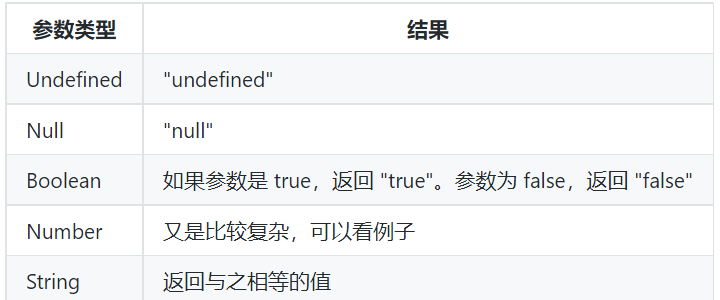 参数类型 结果
Undefined "undefined"
Null "null"
Boolean 如果参数是 true，返回 "true"。参数为 false，返回 "false"
Number 又是比较复杂，可以看例子
String 返回与之相等的值